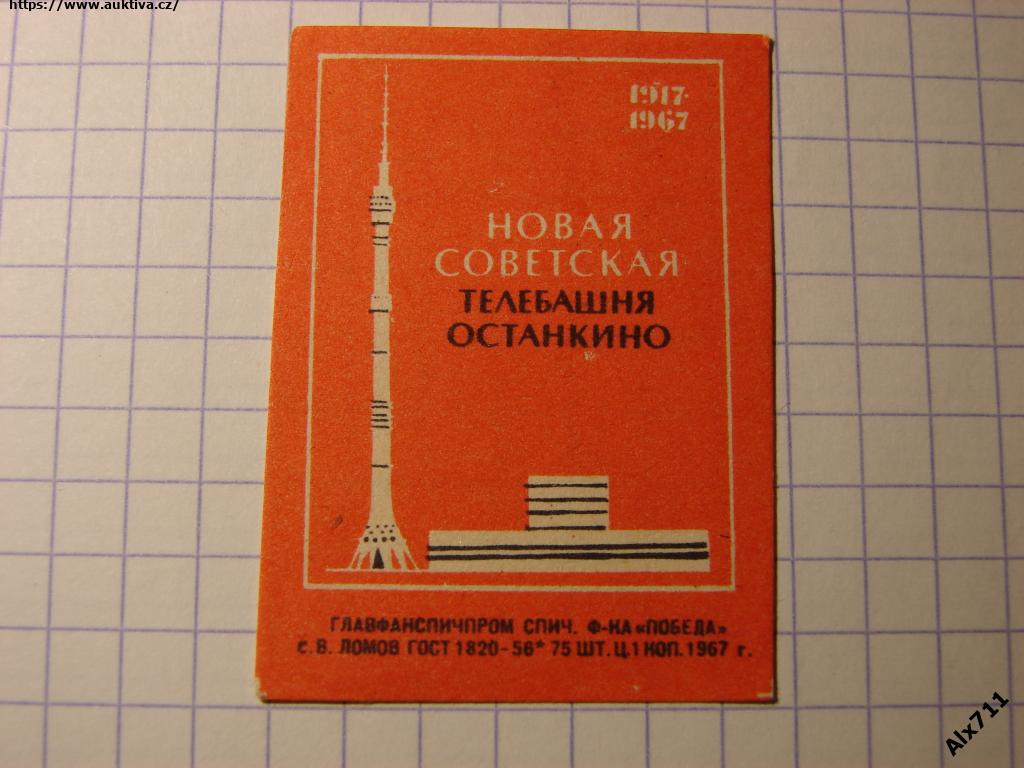 https://www.auktiva.cz/
1917-
1967
НОВАЯ
СОВЕТСКАЯ
ТЕЛЕБАШНЯ
ОСТАНКИНО
ГЛАВФАНСПИЧПРОМ СПИЧ. Ф-КА «ПОБЕДА»
с. В. ЛОМОВ ГОСТ 1820-56* 75 ШТ. Ц.1 КОП. 1967 г.
Alx711